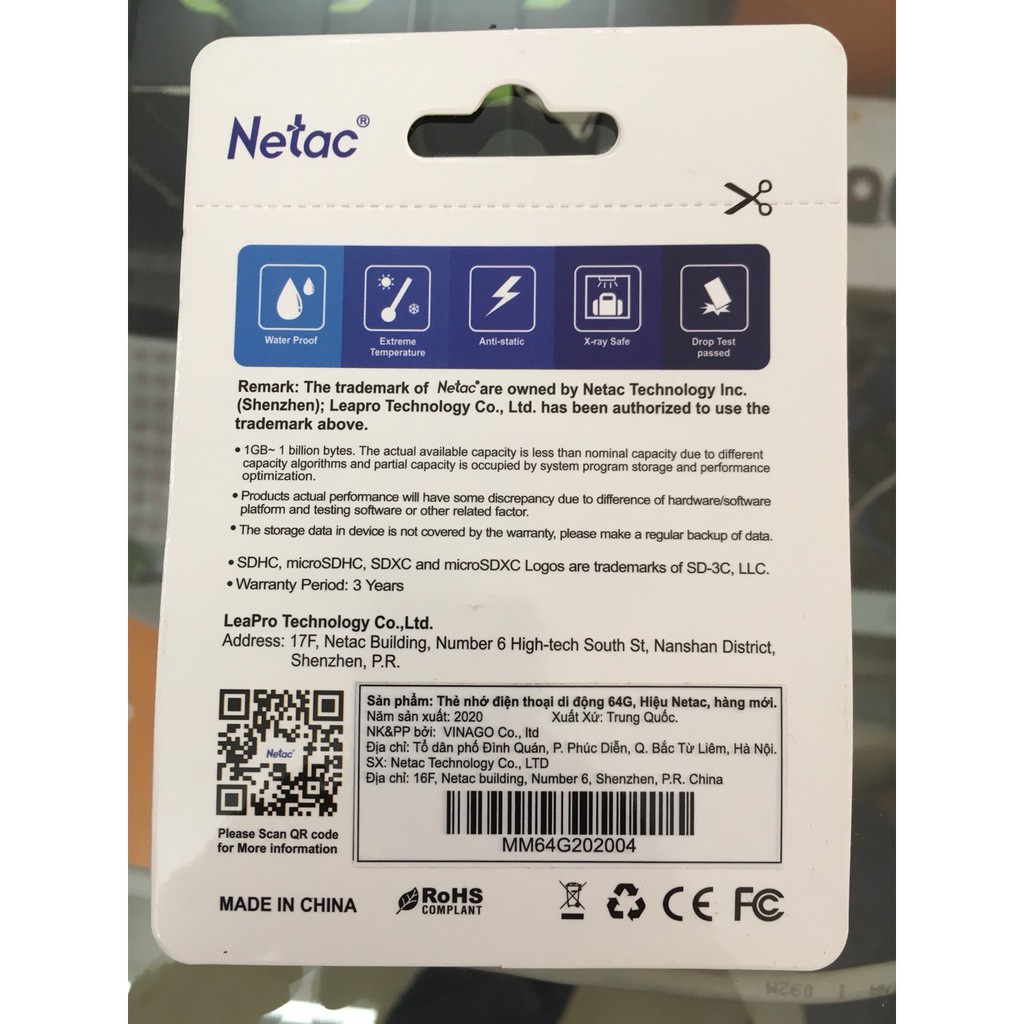 Netac®
Water Proof
Extreme
Temperature
Anti-static
X-ray Safe
Drop Test
passed
Remark: The trademark of Netac® are owned by Netac Technology Inc.
(Shenzhen); Leapro Technology Co., Ltd. has been authorized to use the
trademark above.
• 1GB~ 1 billion bytes. The actual available capacity is less than nominal capacity due to different
capacity algorithms and partial capacity is occupied by system program storage and performance
optimization.
• Products actual performance will have some discrepancy due to difference of hardware/software
platform and testing software or other related factor.
• The storage data in device is not covered by the warranty, please make a regular backup of data.
• SDHC, microSDHC, SDXC and microSDXC Logos are trademarks of SD-3C, LLC.
• Warranty Period: 3 Years
LeaPro Technology Co.,Ltd.
Address: 17F, Netac Building, Number 6 High-tech South St, Nanshan District,
Shenzhen, P.R.
Netac®
Please Scan QR code
for More information
Sản phẩm: Thẻ nhớ điện thoại di động 64G, Hiệu Netac, hàng mới.
Năm sản xuất: 2020 Xuất Xứ: Trung Quốc.
NK&PP bởi: VINAGO Co., ltd
Địa chỉ: Tổ dân phố Đình Quán, P. Phúc Diễn, Q. Bắc Từ Liêm, Hà Nội.
SX: Netac Technology Co., LTD
Địa chỉ: 16F, Netac building, Number 6, Shenzhen, P.R. China
MM64G202004
MADE IN CHINA
RoHS
COMPLANT
CE
FC